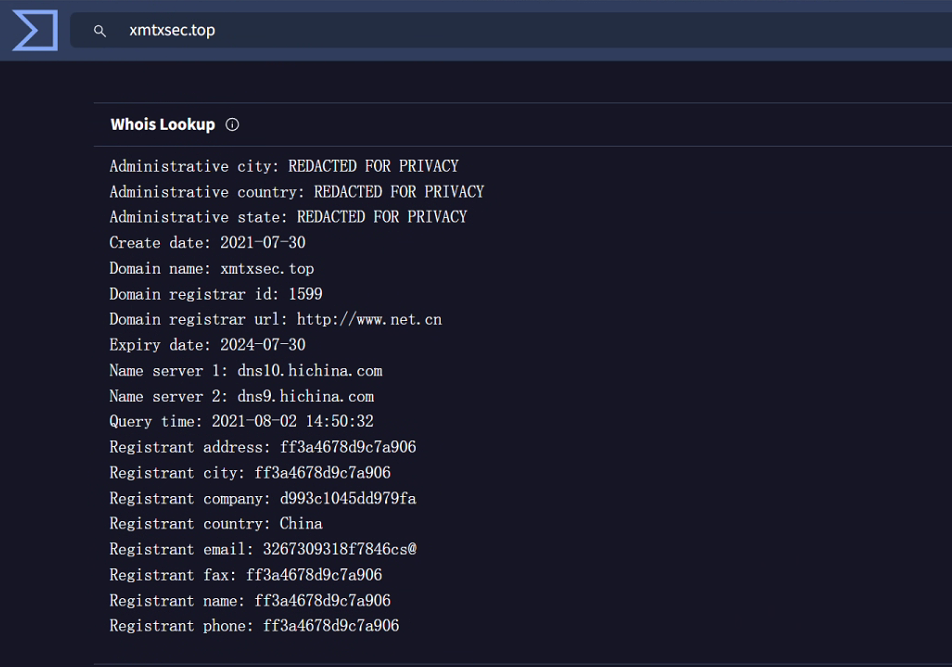 xmtxsec.top
Whois Lookup
Administrative city: REDACTED FOR PRIVACY
Administrative country: REDACTED FOR PRIVACY
Administrative state: REDACTED FOR PRIVACY
Create date: 2021-07-30
Domain name: xmtxsec.top
Domain registrar id: 1599
Domain registrar url: http://www.net.cn
Expiry date: 2024-07-30
Name server 1: dns10.hichina.com
Name server 2: dns9.hichina.com
Query time: 2021-08-02 14:50:32
Registrant address: ff3a4678d9c7a906
Registrant city: ff3a4678d9c7a906
Registrant company: d993c1045dd979fa
Registrant country: China
Registrant email: 3267309318f7846cs@
Registrant fax: ff3a4678d9c7a906
Registrant name: ff3a4678d9c7a906
Registrant phone: ff3a4678d9c7a906